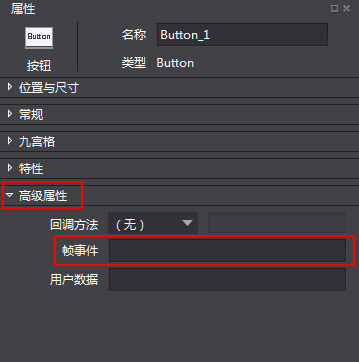 属性
Button
按钮
名称 Button_1
类型 Button
位置与尺寸
常规
九宫格
特性
高级属性
回调方法 (无)
帧事件
用户数据